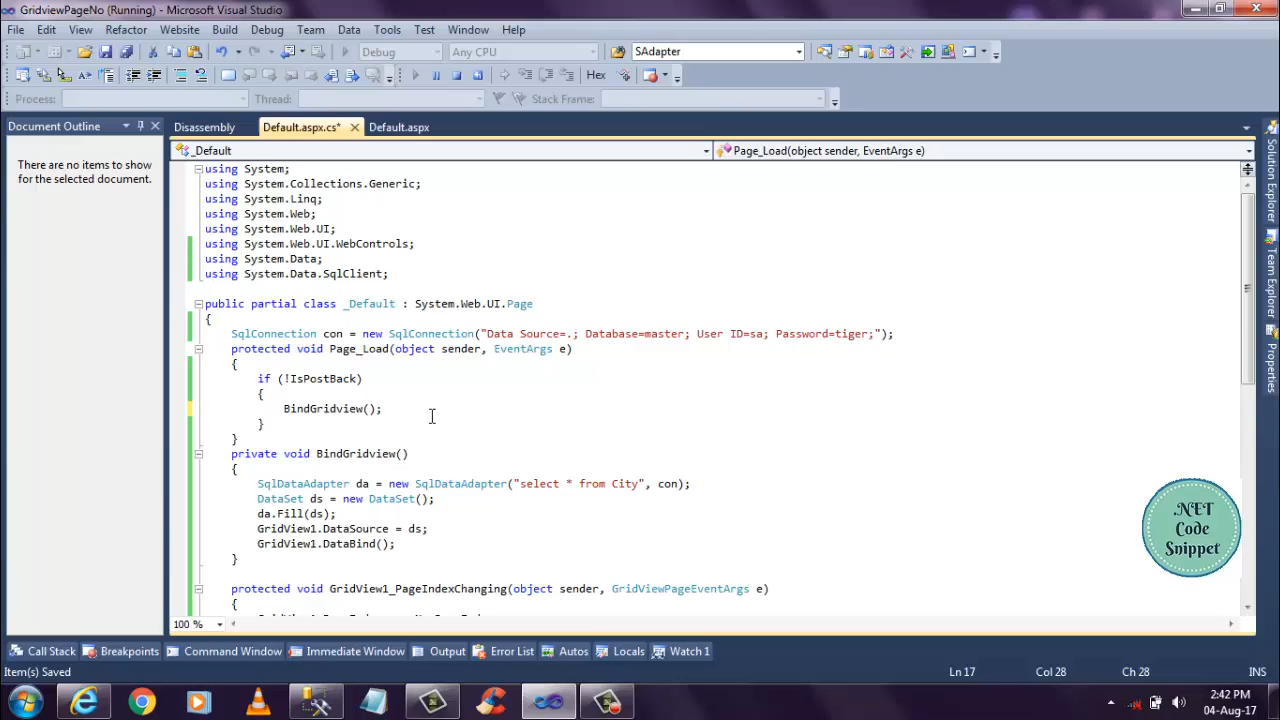 GridviewPageNo (Running) - Microsoft Visual Studio
File Edit View Refactor Website Build Debug Team Data Tools Test Window Help
Debug Any CPU SAdapter
Hex
Process: Thread: Stack Frame:
Document Outline
There are no items to show
for the selected document.
Disassembly Default.aspx.cs* Default.aspx
_Default Page_Load(object sender, EventArgs e)
using System;
using System.Collections.Generic;
using System.Linq;
using System.Web;
using System.Web.UI;
using System.Web.UI.WebControls;
using System.Data;
using System.Data.SqlClient;
public partial class _Default : System.Web.UI.Page
{
SqlConnection con = new SqlConnection("Data Source=.; Database=master; User ID=sa; Password=tiger;");
protected void Page_Load(object sender, EventArgs e)
{
if (!IsPostBack)
{
BindGridview();
}
}
private void BindGridview()
{
SqlDataAdapter da = new SqlDataAdapter("select * from City", con);
DataSet ds = new DataSet();
da.Fill(ds);
GridView1.DataSource = ds;
GridView1.DataBind();
}
protected void GridView1_PageIndexChanging(object sender, GridViewPageEventArgs e)
{
100 %
Solution Explorer
Team Explorer
Properties
.NET
Code
Snippet
Call Stack Breakpoints Command Window Immediate Window Output Error List Autos Locals Watch 1
Item(s) Saved Ln 17 Col 28 Ch 28 INS
2:42 PM
04-Aug-17